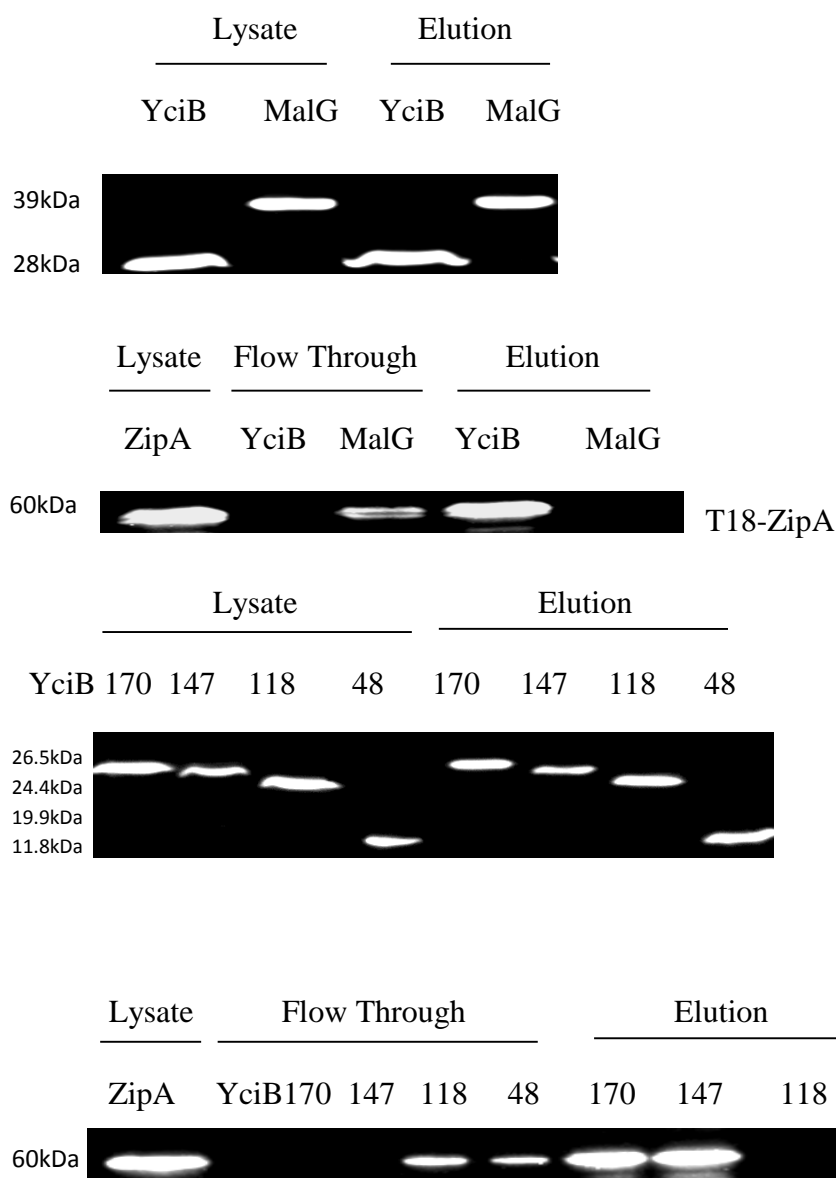 Lysate Elution
YciB MalG YciB MalG
39kDa
28kDa
Lysate Flow Through Elution
ZipA YciB MalG YciB MalG
60kDa
T18-ZipA
Lysate Elution
YciB 170 147 118 48 170 147 118 48
26.5kDa
24.4kDa
19.9kDa
11.8kDa
Lysate Flow Through Elution
ZipA YciB170 147 118 48 170 147 118
60kDa